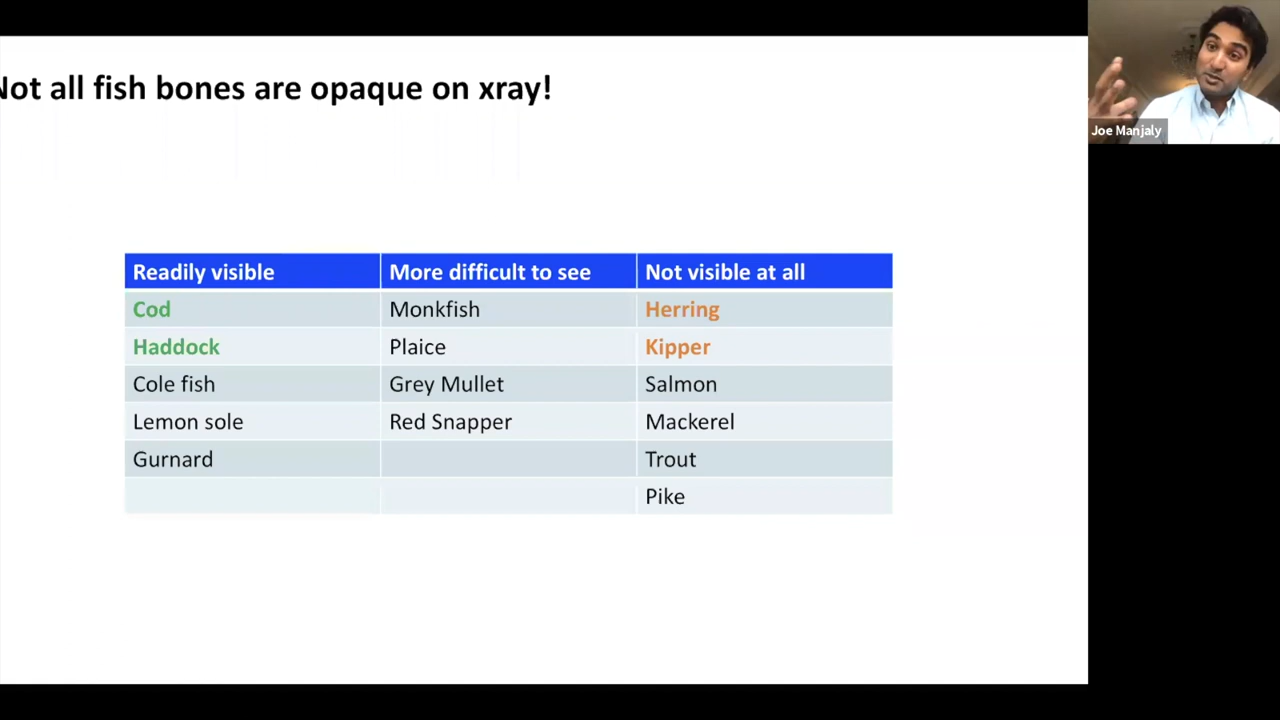 Not all fish bones are opaque on xray!
Joe Manjaly
Readily visible More difficult to see Not visible at all
Cod Monkfish Herring
Haddock Plaice Kipper
Cole fish Grey Mullet Salmon
Lemon sole Red Snapper Mackerel
Gurnard Trout
Pike